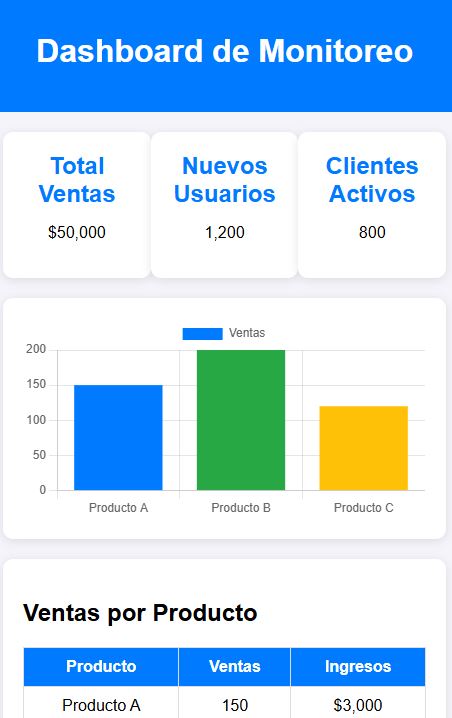 Dashboard de Monitoreo
Total
Ventas
$50,000
Nuevos
Usuarios
1,200
Clientes
Activos
800
Ventas
200
150
100
50
0
Producto A
Producto B
Producto C
Ventas por Producto
Producto Ventas Ingresos
Producto A 150 $3,000